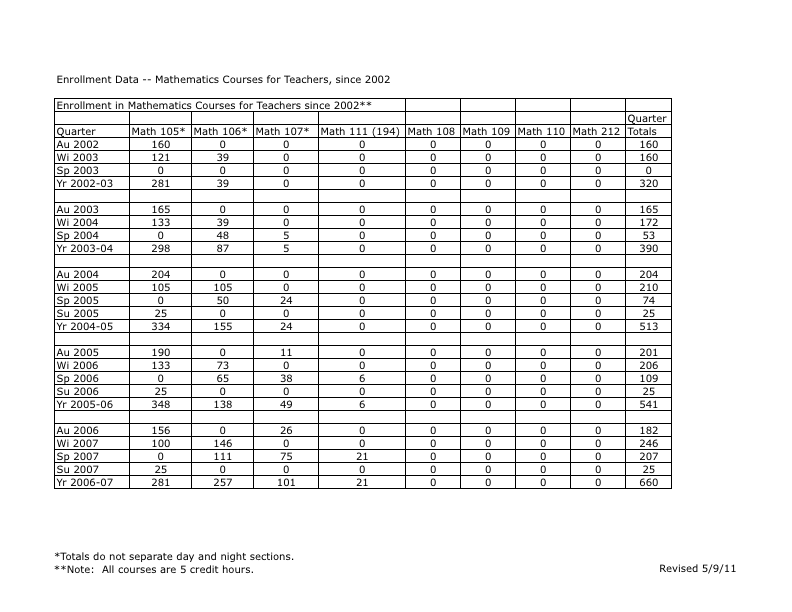 Enrollment Data -- Mathematics Courses for Teachers, since 2002
Enrollment in Mathematics Courses for Teachers since 2002**
Quarter
Quarter Math 105* Math 106* Math 107* Math 111 (194) Math 108 Math 109 Math 110 Math 212 Totals
Au 2002 160 0 0 0 0 0 0 0 160
Wi 2003 121 39 0 0 0 0 0 0 160
Sp 2003 0 0 0 0 0 0 0 0 0
Yr 2002-03 281 39 0 0 0 0 0 0 320
Au 2003 165 0 0 0 0 0 0 0 165
Wi 2004 133 39 0 0 0 0 0 0 172
Sp 2004 0 48 5 0 0 0 0 0 53
Yr 2003-04 298 87 5 0 0 0 0 0 390
Au 2004 204 0 0 0 0 0 0 0 204
Wi 2005 105 105 0 0 0 0 0 0 210
Sp 2005 0 50 24 0 0 0 0 0 74
Su 2005 25 0 0 0 0 0 0 0 25
Yr 2004-05 334 155 24 0 0 0 0 0 513
Au 2005 190 0 11 0 0 0 0 0 201
Wi 2006 133 73 0 0 0 0 0 0 206
Sp 2006 0 65 38 6 0 0 0 0 109
Su 2006 25 0 0 0 0 0 0 0 25
Yr 2005-06 348 138 49 6 0 0 0 0 541
Au 2006 156 0 26 0 0 0 0 0 182
Wi 2007 100 146 0 0 0 0 0 0 246
Sp 2007 0 111 75 21 0 0 0 0 207
Su 2007 25 0 0 0 0 0 0 0 25
Yr 2006-07 281 257 101 21 0 0 0 0 660
*Totals do not separate day and night sections.
**Note: All courses are 5 credit hours.
Revised 5/9/11